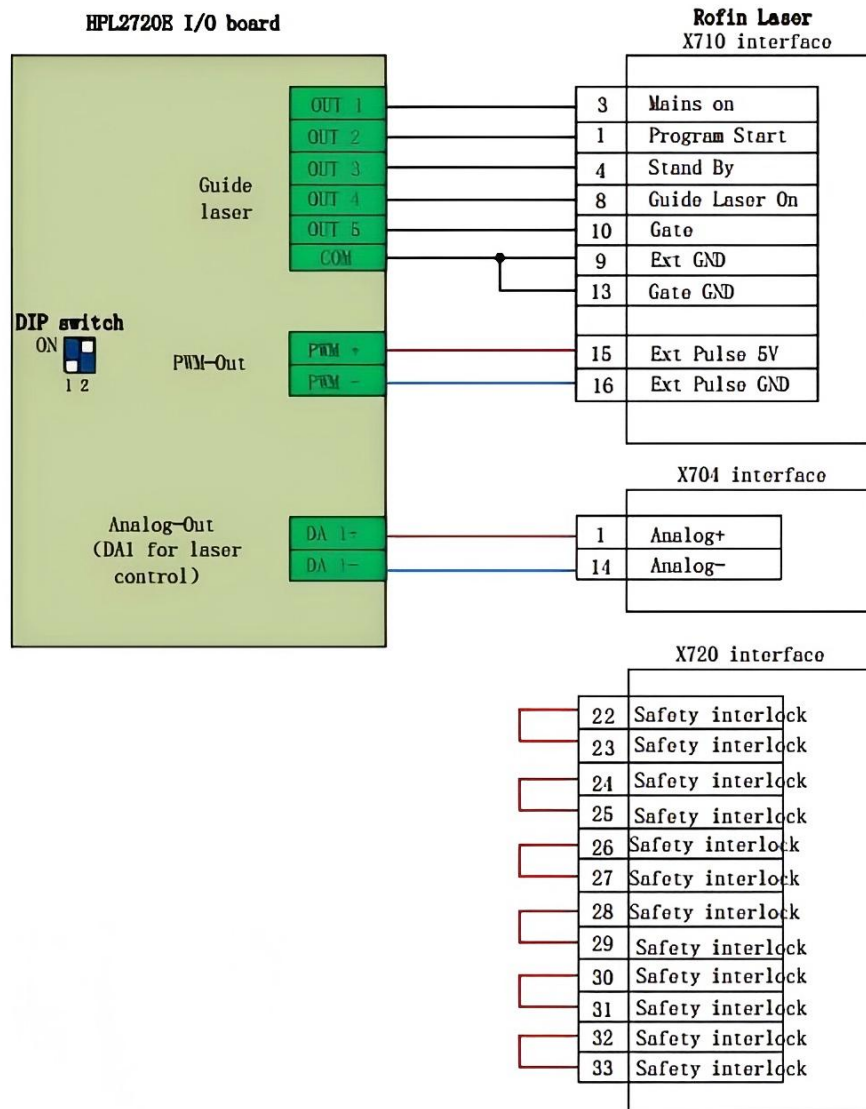 HPL2720E I/O board
Rofin Laser
X710 interface
OUT 1
OUT 2
OUT 3
OUT 4
OUT 5
COM
Guide
laser
3 Mains on
1 Program Start
4 Stand By
8 Guide Laser On
10 Gate
9 Ext GND
13 Gate GND
15 Ext Pulse 5V
16 Ext Pulse GND
DIP switch
ON
1 2
PWM-Out
PWM +
PWM -
X704 interface
Analog-Out
(DA1 for laser
control)
DA 1+
DA 1-
1 Analog+
14 Analog-
X720 interface
22 Safety interlock
23 Safety interlock
24 Safety interlock
25 Safety interlock
26 Safety interlock
27 Safety interlock
28 Safety interlock
29 Safety interlock
30 Safety interlock
31 Safety interlock
32 Safety interlock
33 Safety interlock